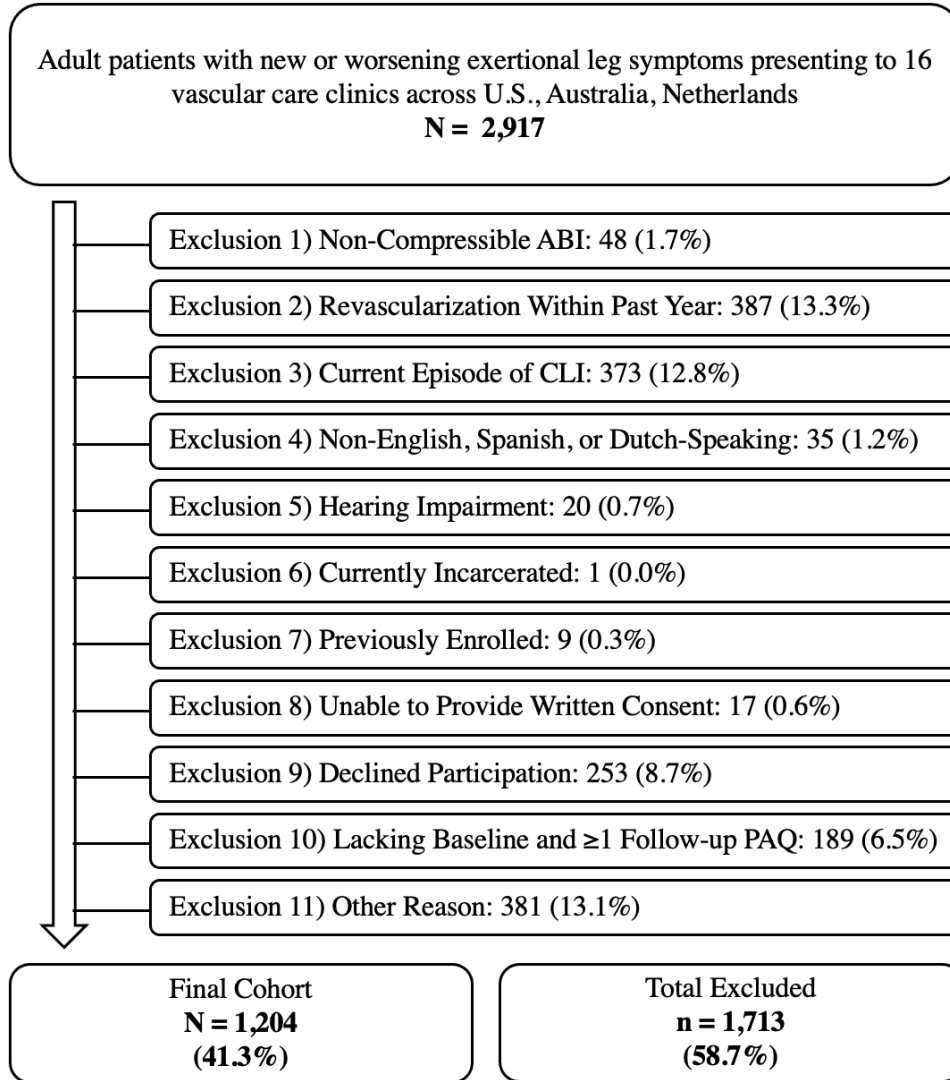 Adult patients with new or worsening exertional leg symptoms presenting to 16
vascular care clinics across U.S., Australia, Netherlands
N = 2,917
Exclusion 1) Non-Compressible ABI: 48 (1.7%)
Exclusion 2) Revascularization Within Past Year: 387 (13.3%)
Exclusion 3) Current Episode of CLI: 373 (12.8%)
Exclusion 4) Non-English, Spanish, or Dutch-Speaking: 35 (1.2%)
Exclusion 5) Hearing Impairment: 20 (0.7%)
Exclusion 6) Currently Incarcerated: 1 (0.0%)
Exclusion 7) Previously Enrolled: 9 (0.3%)
Exclusion 8) Unable to Provide Written Consent: 17 (0.6%)
Exclusion 9) Declined Participation: 253 (8.7%)
Exclusion 10) Lacking Baseline and ≥1 Follow-up PAQ: 189 (6.5%)
Exclusion 11) Other Reason: 381 (13.1%)
Final Cohort
N = 1,204
(41.3%)
Total Excluded
n = 1,713
(58.7%)